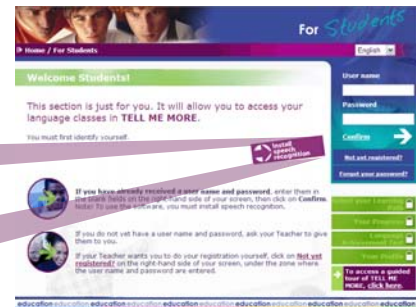 For Students
Home / For Students
English
Welcome Students!
User name
This section is just for you. It will allow you to access your
language classes in TELL ME MORE.
Password
You must first identify yourself.
Confirm
Install
speech
recognition
Not yet registered?
Forgot your password?
If you have already received a user name and password, enter them in
the blank fields on the right-hand side of your screen, then click on Confirm.
Note: To use the software, you must install speech recognition.
Your Progress
If you do not yet have a user name and password, ask your Teacher to give
them to you.
Language
Your Profile
If your Teacher wants you to do your registration yourself, click on Not yet
registered? on the right-hand side of your screen, under the zone where
the user name and password are entered.
To access a guided
tour of TELL ME
MORE, click here.
education education education education education education education education education education